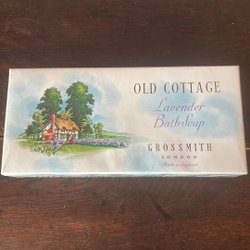 OLD COTTAGE
Lavender
Bath Soap
GROSSMITH
LONDON
Made in England